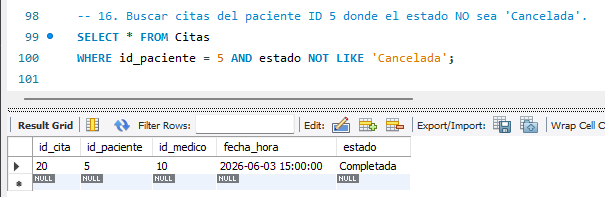 98 -- 16. Buscar citas del paciente ID 5 donde el estado NO sea 'Cancelada'.
99 SELECT * FROM Citas
100 WHERE id_paciente = 5 AND estado NOT LIKE 'Cancelada';
101
Result Grid Filter Rows: Edit: Export/Import: Wrap Cell C
id_cita id_paciente id_medico fecha_hora estado
20 5 10 2026-06-03 15:00:00 Completada
NULL NULL NULL NULL NULL